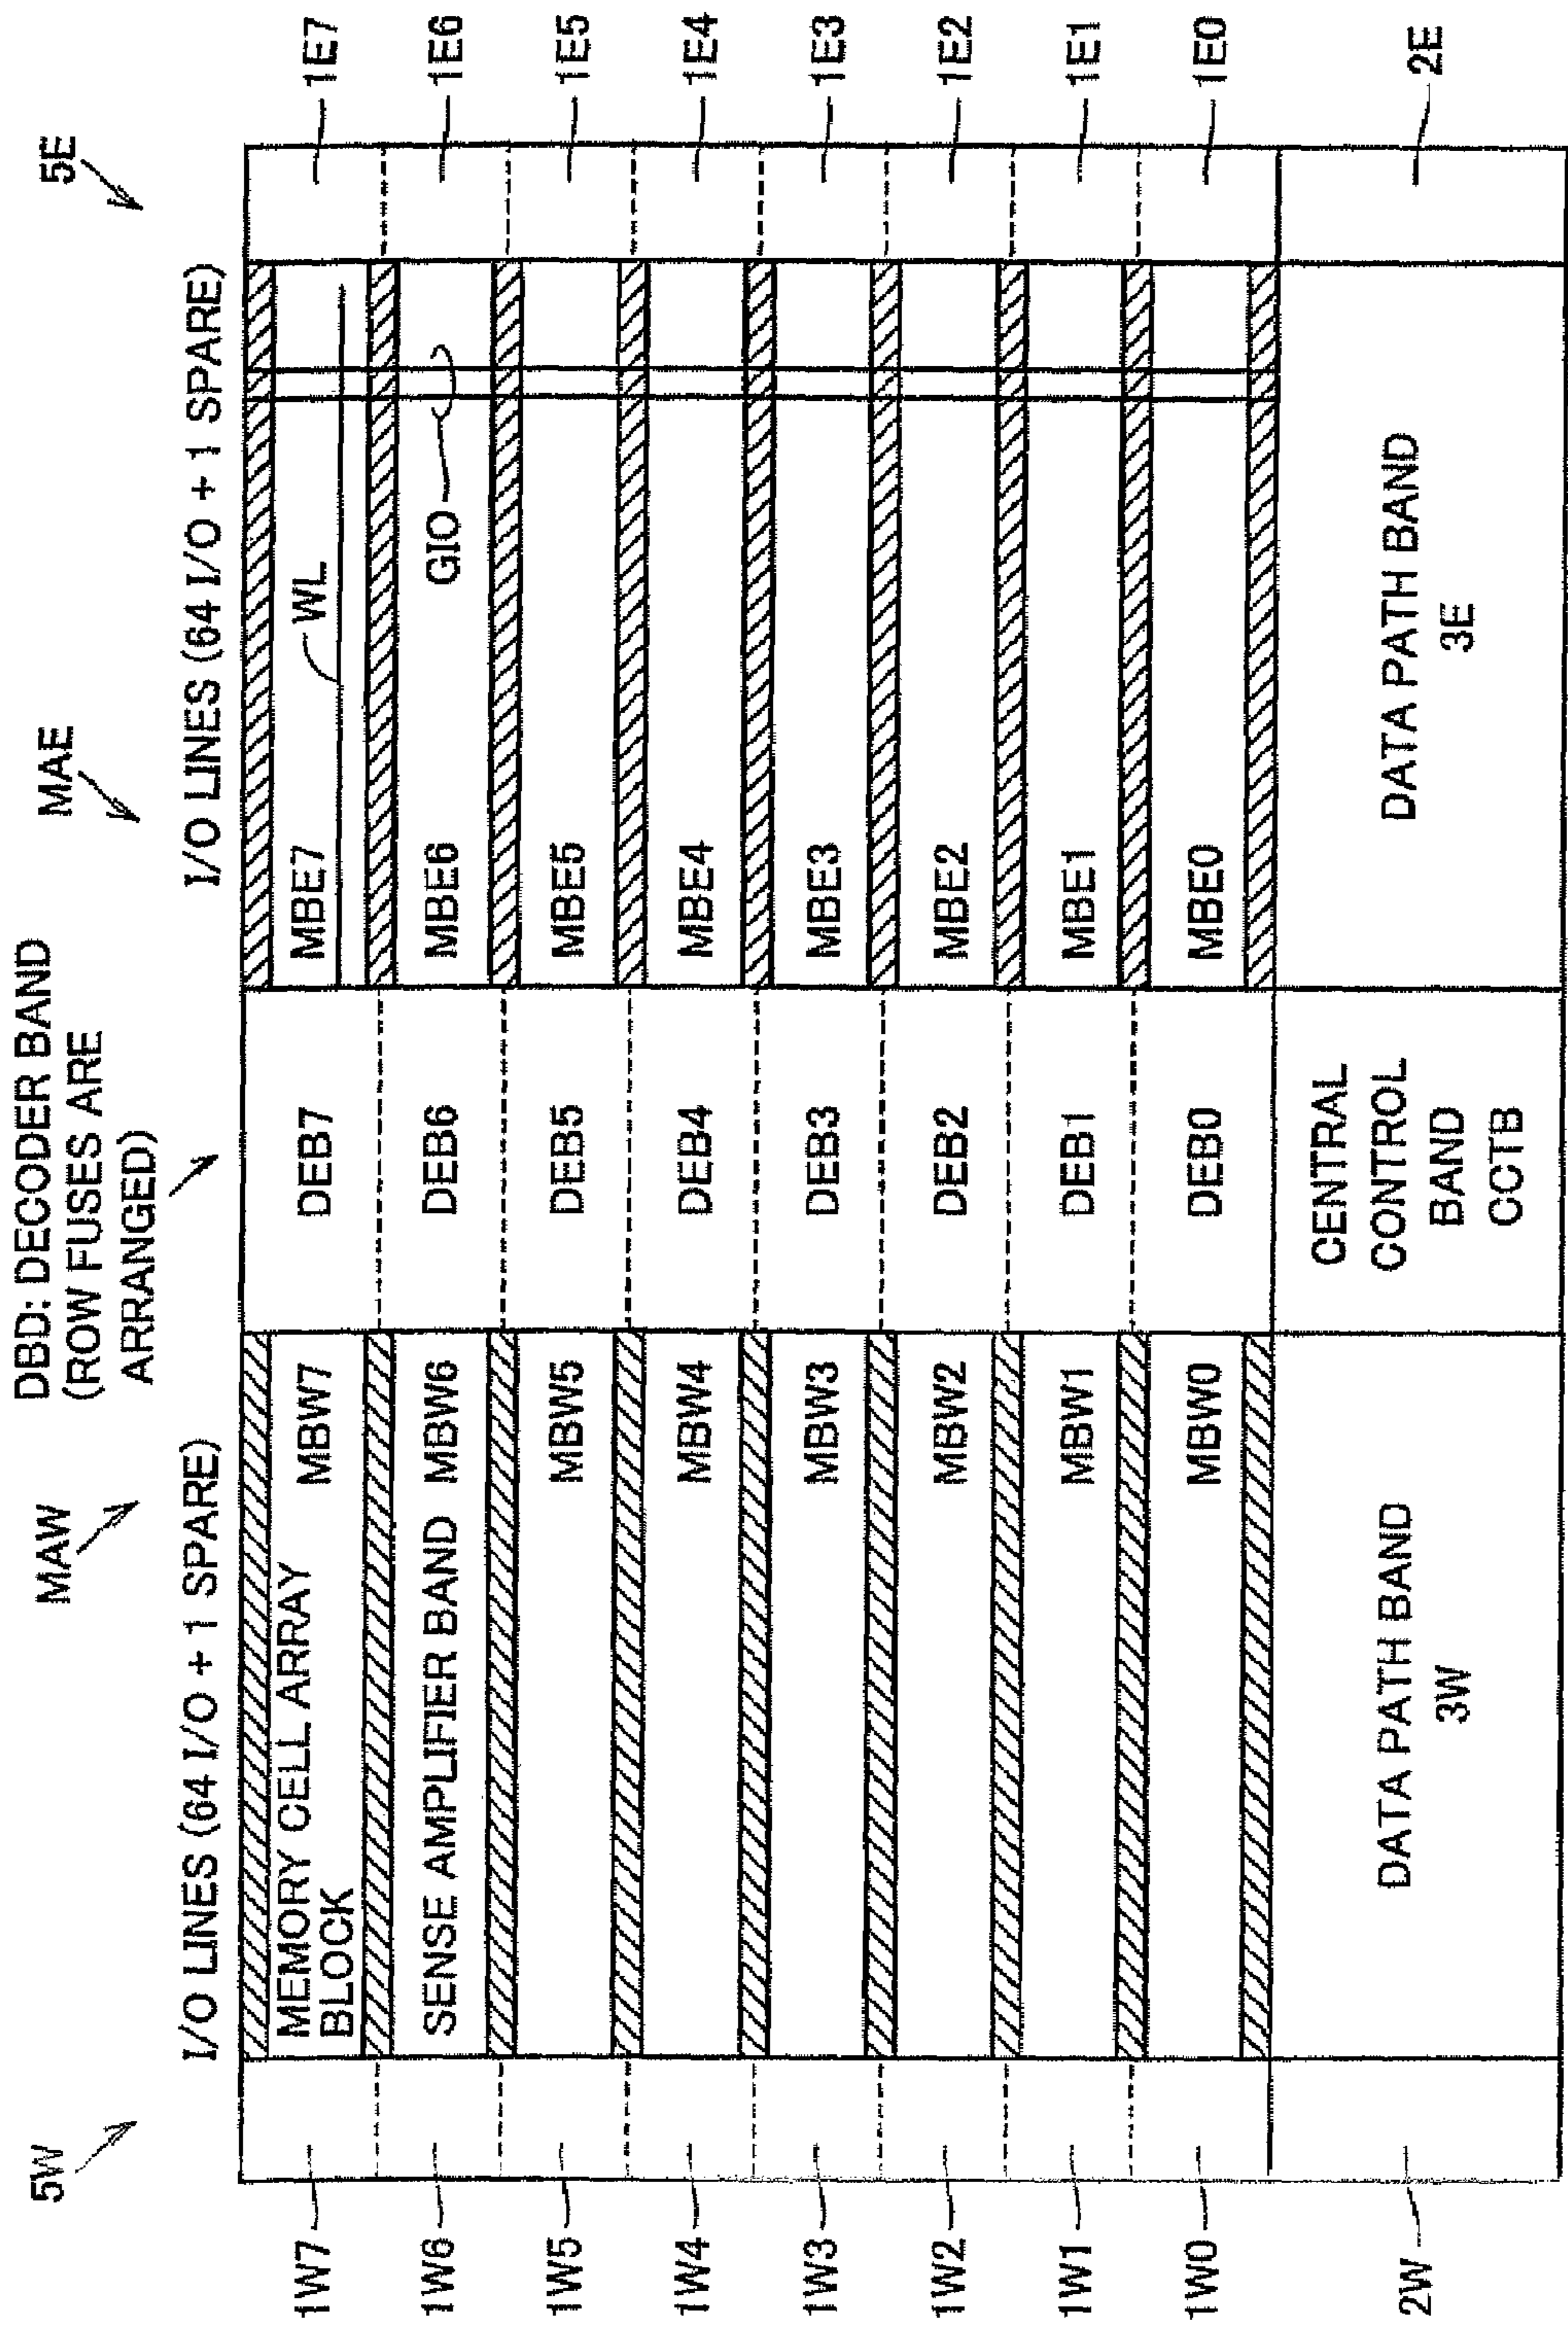 DBD: DECODER BAND
(ROW FUSES ARE
ARRANGED)
5W
MAW
MAE
5E
I/O LINES (64 I/O + 1 SPARE)
I/O LINES (64 I/O + 1 SPARE)
1W7
MEMORY CELL ARRAY
BLOCK
MBW7
DEB7
MBE7
WL
1E7
1W6
SENSE AMPLIFIER BAND
MBW6
DEB6
MBE6
GIO
1E6
1W5
MBW5
DEB5
MBE5
1E5
1W4
MBW4
DEB4
MBE4
1E4
1W3
MBW3
DEB3
MBE3
1E3
1W2
MBW2
DEB2
MBE2
1E2
1W1
MBW1
DEB1
MBE1
1E1
1W0
MBW0
DEB0
MBE0
1E0
2W
DATA PATH BAND
3W
CENTRAL
CONTROL
BAND
CCTB
DATA PATH BAND
3E
2E